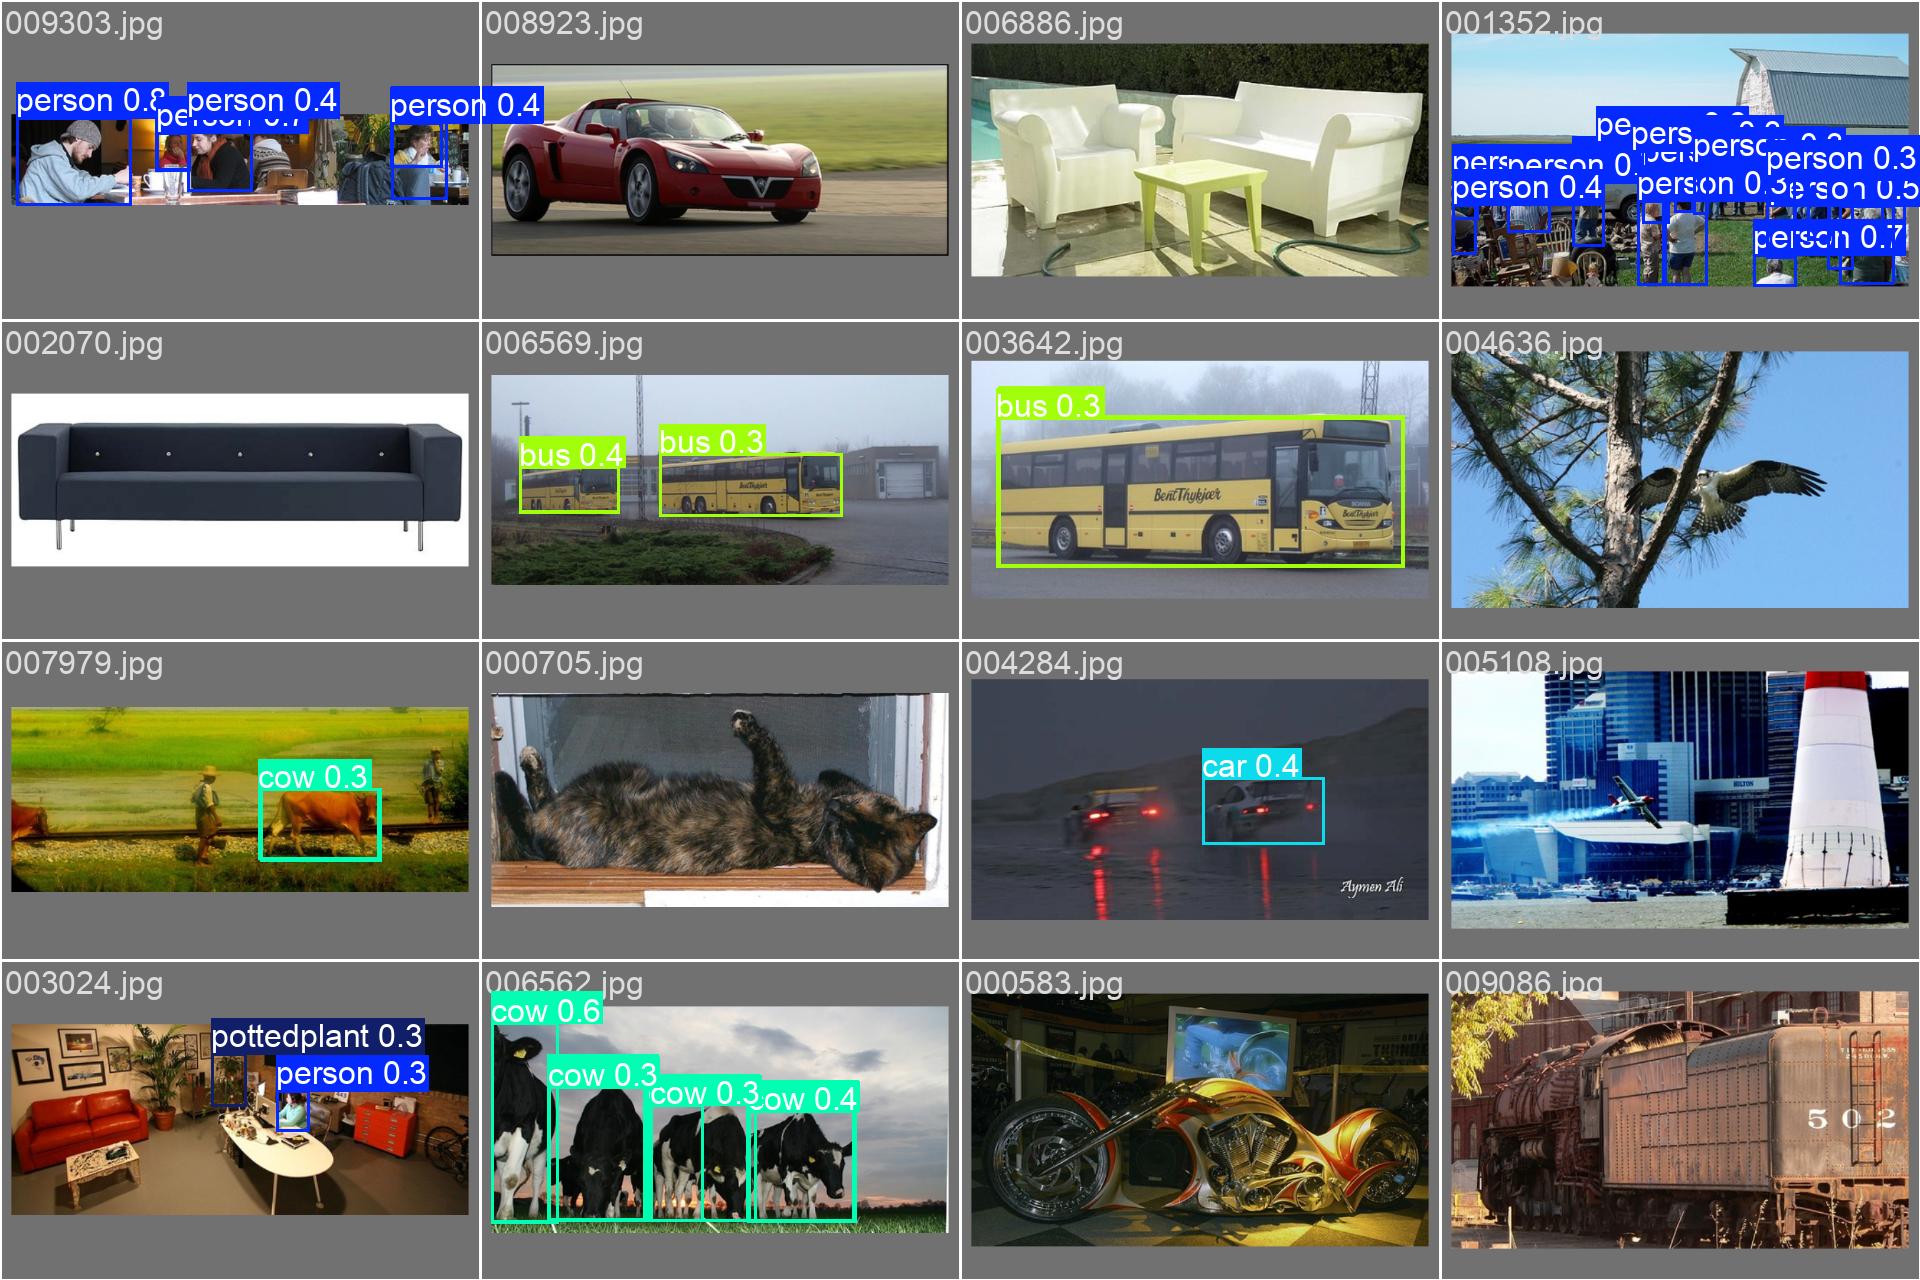 009303.jpg
008923.jpg
006886.jpg
001352.jpg
person 0.8
person 0.7
person 0.4
person 0.4
person 0.3
person 0.4
person 0.3
person 0.5
person 0.7
002070.jpg
006569.jpg
003642.jpg
004636.jpg
bus 0.4
bus 0.3
bus 0.3
BentThykjær
BentThykjær
BentThykjær
007979.jpg
000705.jpg
004284.jpg
005108.jpg
cow 0.3
car 0.4
HILTON
Aymen Ali
003024.jpg
006562.jpg
000583.jpg
009086.jpg
pottedplant 0.3
person 0.3
cow 0.6
cow 0.3
cow 0.3
cow 0.4
502